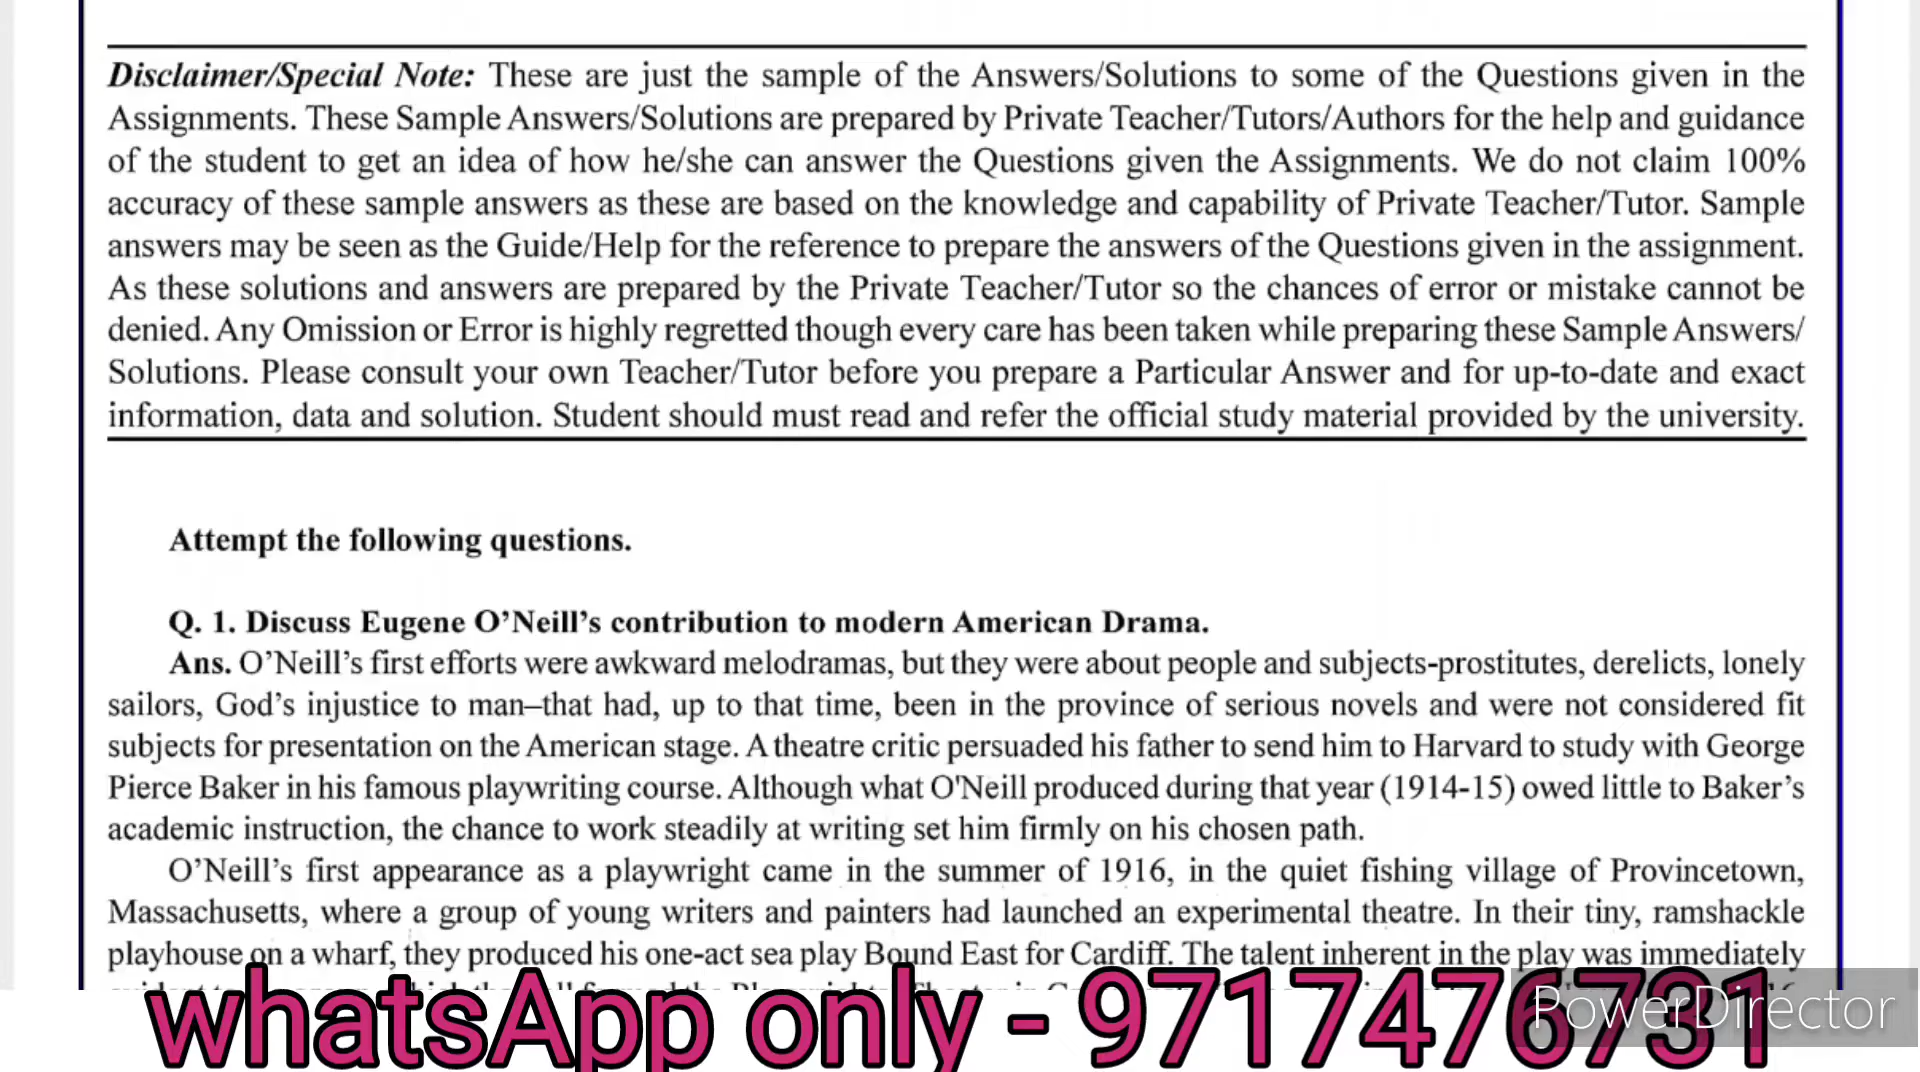 Disclaimer/Special Note: These are just the sample of the Answers/Solutions to some of the Questions given in the
Assignments. These Sample Answers/Solutions are prepared by Private Teacher/Tutors/Authors for the help and guidance
of the student to get an idea of how he/she can answer the Questions given the Assignments. We do not claim 100%
accuracy of these sample answers as these are based on the knowledge and capability of Private Teacher/Tutor. Sample
answers may be seen as the Guide/Help for the reference to prepare the answers of the Questions given in the assignment.
As these solutions and answers are prepared by the Private Teacher/Tutor so the chances of error or mistake cannot be
denied. Any Omission or Error is highly regretted though every care has been taken while preparing these Sample Answers/
Solutions. Please consult your own Teacher/Tutor before you prepare a Particular Answer and for up-to-date and exact
information, data and solution. Student should must read and refer the official study material provided by the university.
Attempt the following questions.
Q. 1. Discuss Eugene O’Neill’s contribution to modern American Drama.
Ans. O’Neill’s first efforts were awkward melodramas, but they were about people and subjects-prostitutes, derelicts, lonely
sailors, God’s injustice to man–that had, up to that time, been in the province of serious novels and were not considered fit
subjects for presentation on the American stage. A theatre critic persuaded his father to send him to Harvard to study with George
Pierce Baker in his famous playwriting course. Although what O'Neill produced during that year (1914-15) owed little to Baker’s
academic instruction, the chance to work steadily at writing set him firmly on his chosen path.
O’Neill’s first appearance as a playwright came in the summer of 1916, in the quiet fishing village of Provincetown,
Massachusetts, where a group of young writers and painters had launched an experimental theatre. In their tiny, ramshackle
playhouse on a wharf, they produced his one-act sea play Bound East for Cardiff. The talent inherent in the play was immediately
whatsApp only - 9717476731
PowerDirector